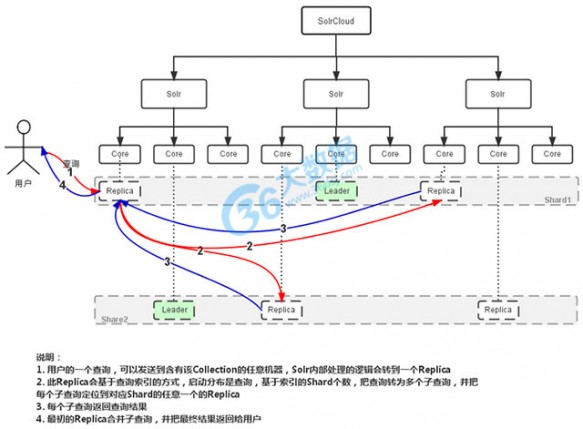 SolrCloud
Solr
Solr
Solr
Core
Core
Core
Core
Core
Core
Core
Core
Core
用户
查询
1
4
Replica
Leader
Replica
Shard1
36大数据
3
2
2
3
Leader
Replica
Replica
Share2
说明：
1. 用户的一个查询，可以发送到含有该Collection的任意机器，Solr内部处理的逻辑会转到一个Replica
2. 此Replica会基于查询索引的方式，启动分布是查询，基于索引的Shard个数，把查询转为多个子查询，并把
每个子查询定位到对应Shard的任意一个的Replica
3. 每个子查询返回查询结果
4. 最初的Replica合并子查询，并把最终结果返回给用户